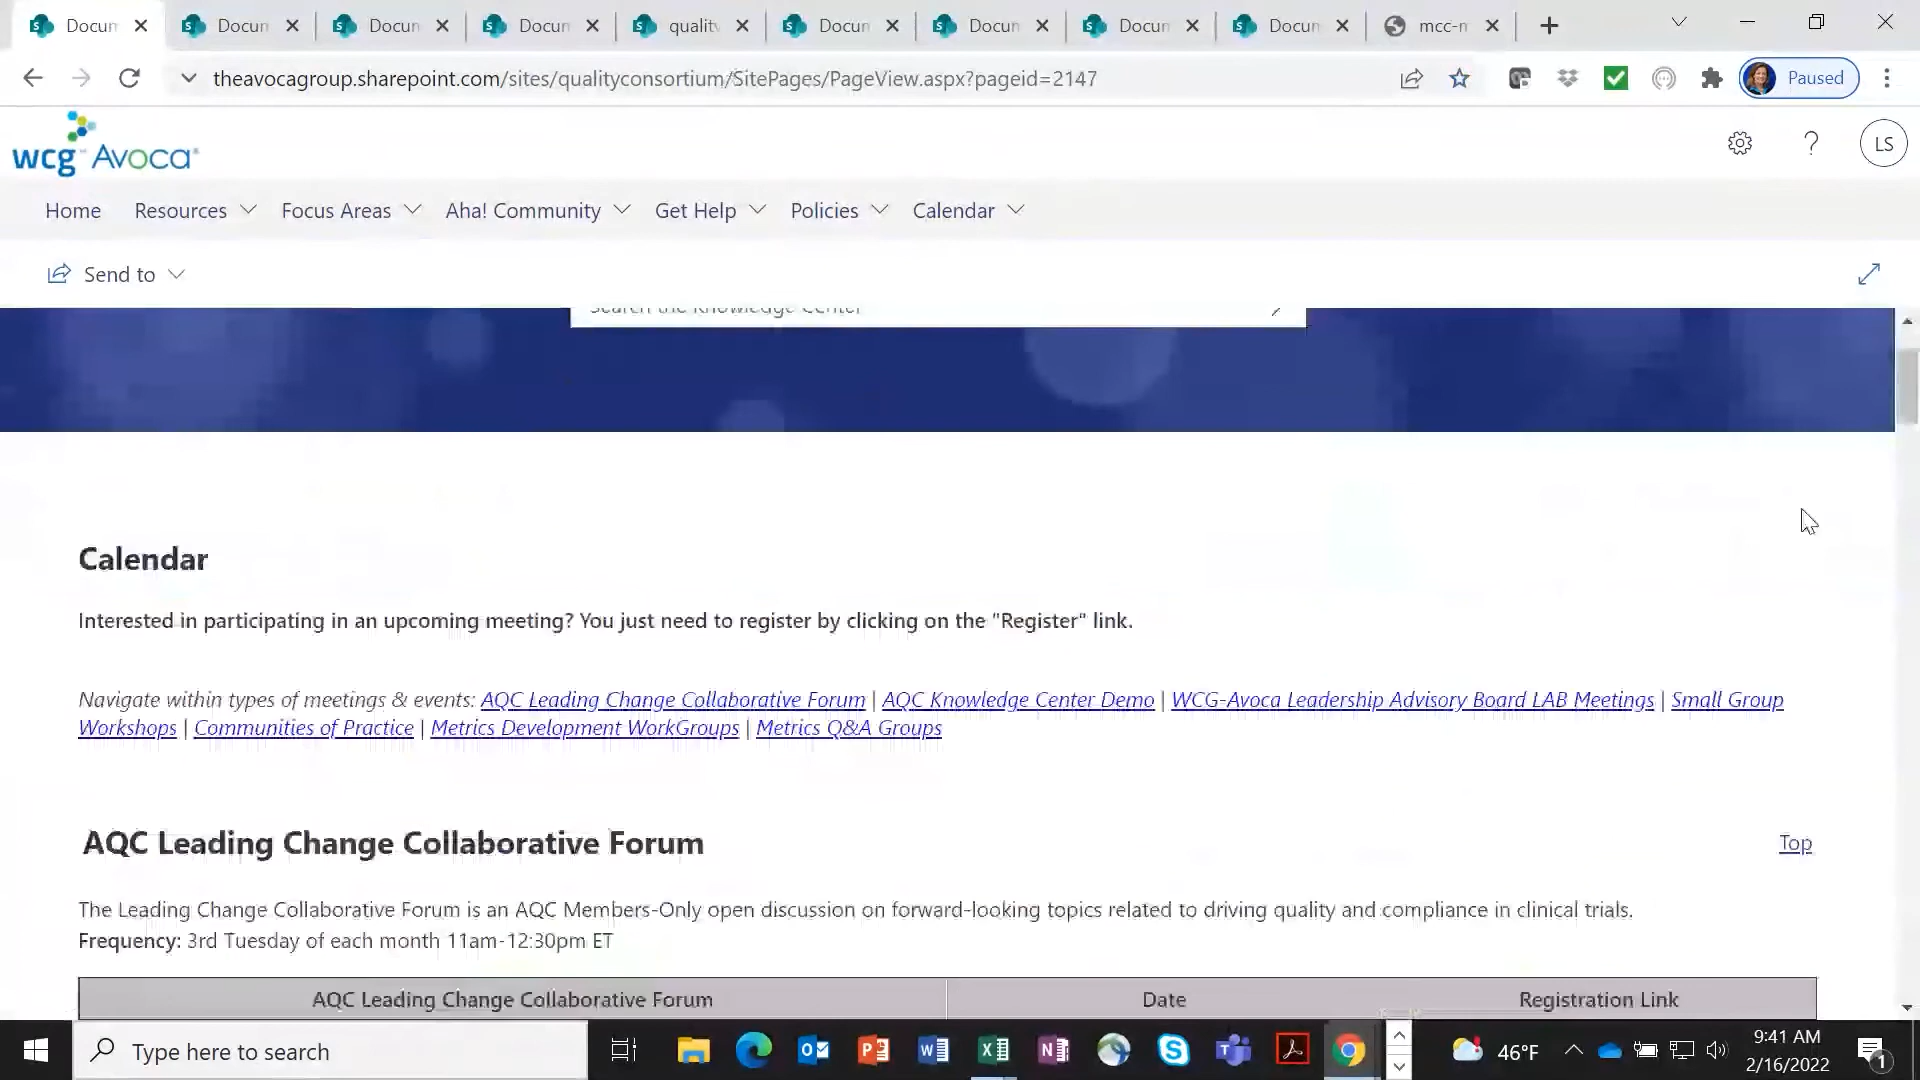 Docum
Docum
Docum
Docum
quality
Docum
Docum
Docum
Docum
mcc-m
theavocagroup.sharepoint.com/sites/qualityconsortium/SitePages/PageView.aspx?pageid=2147
Paused
wcg Avoca
LS
Home Resources Focus Areas Aha! Community Get Help Policies Calendar
Send to
Search the Knowledge Center
Calendar
Interested in participating in an upcoming meeting? You just need to register by clicking on the "Register" link.
Navigate within types of meetings & events: AQC Leading Change Collaborative Forum | AQC Knowledge Center Demo | WCG-Avoca Leadership Advisory Board LAB Meetings | Small Group
Workshops | Communities of Practice | Metrics Development WorkGroups | Metrics Q&A Groups
AQC Leading Change Collaborative Forum Top
The Leading Change Collaborative Forum is an AQC Members-Only open discussion on forward-looking topics related to driving quality and compliance in clinical trials.
Frequency: 3rd Tuesday of each month 11am-12:30pm ET
AQC Leading Change Collaborative Forum Date Registration Link
Type here to search
46°F
9:41 AM
2/16/2022
1